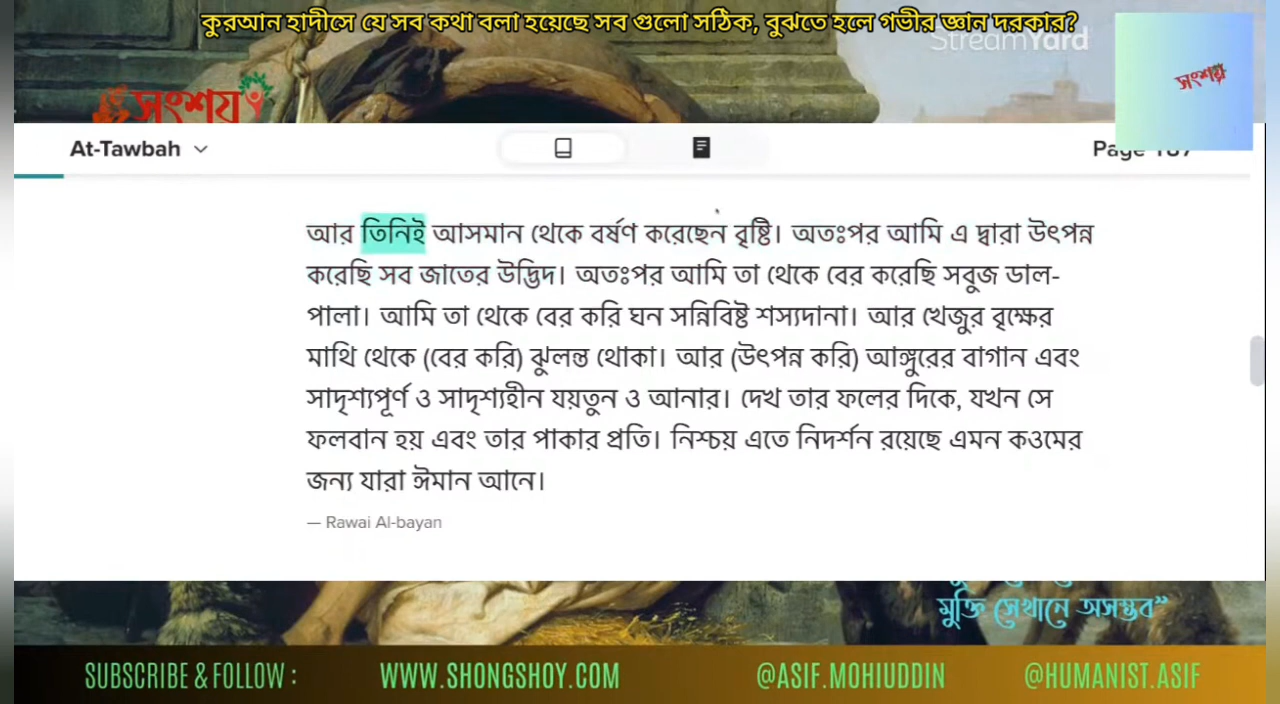 কুরআন হাদীসে যে সব কথা বলা হয়েছে সব গুলো সঠিক, বুঝতে হলে গভীর জ্ঞান দরকার?
StreamYard
সংশয়
সংশয়
At-Tawbah
Page 187
আর তিনিই আসমান থেকে বর্ষণ করেছেন বৃষ্টি। অতঃপর আমি এ দ্বারা উৎপন্ন
করেছি সব জাতের উদ্ভিদ। অতঃপর আমি তা থেকে বের করেছি সবুজ ডাল-
পালা। আমি তা থেকে বের করি ঘন সন্নিবিষ্ট শস্যদানা। আর খেজুর বৃক্ষের
মাথি থেকে (বের করি) ঝুলন্ত থোকা। আর (উৎপন্ন করি) আঙ্গুরের বাগান এবং
সাদৃশ্যপূর্ণ ও সাদৃশ্যহীন যয়তুন ও আনার। দেখ তার ফলের দিকে, যখন সে
ফলবান হয় এবং তার পাকার প্রতি। নিশ্চয় এতে নিদর্শন রয়েছে এমন কওমের
জন্য যারা ঈমান আনে।
— Rawai Al-bayan
মুক্তি সেখানে অসম্ভব”
SUBSCRIBE & FOLLOW : WWW.SHONGSHOY.COM @ASIF.MOHIUDDIN @HUMANIST.ASIF